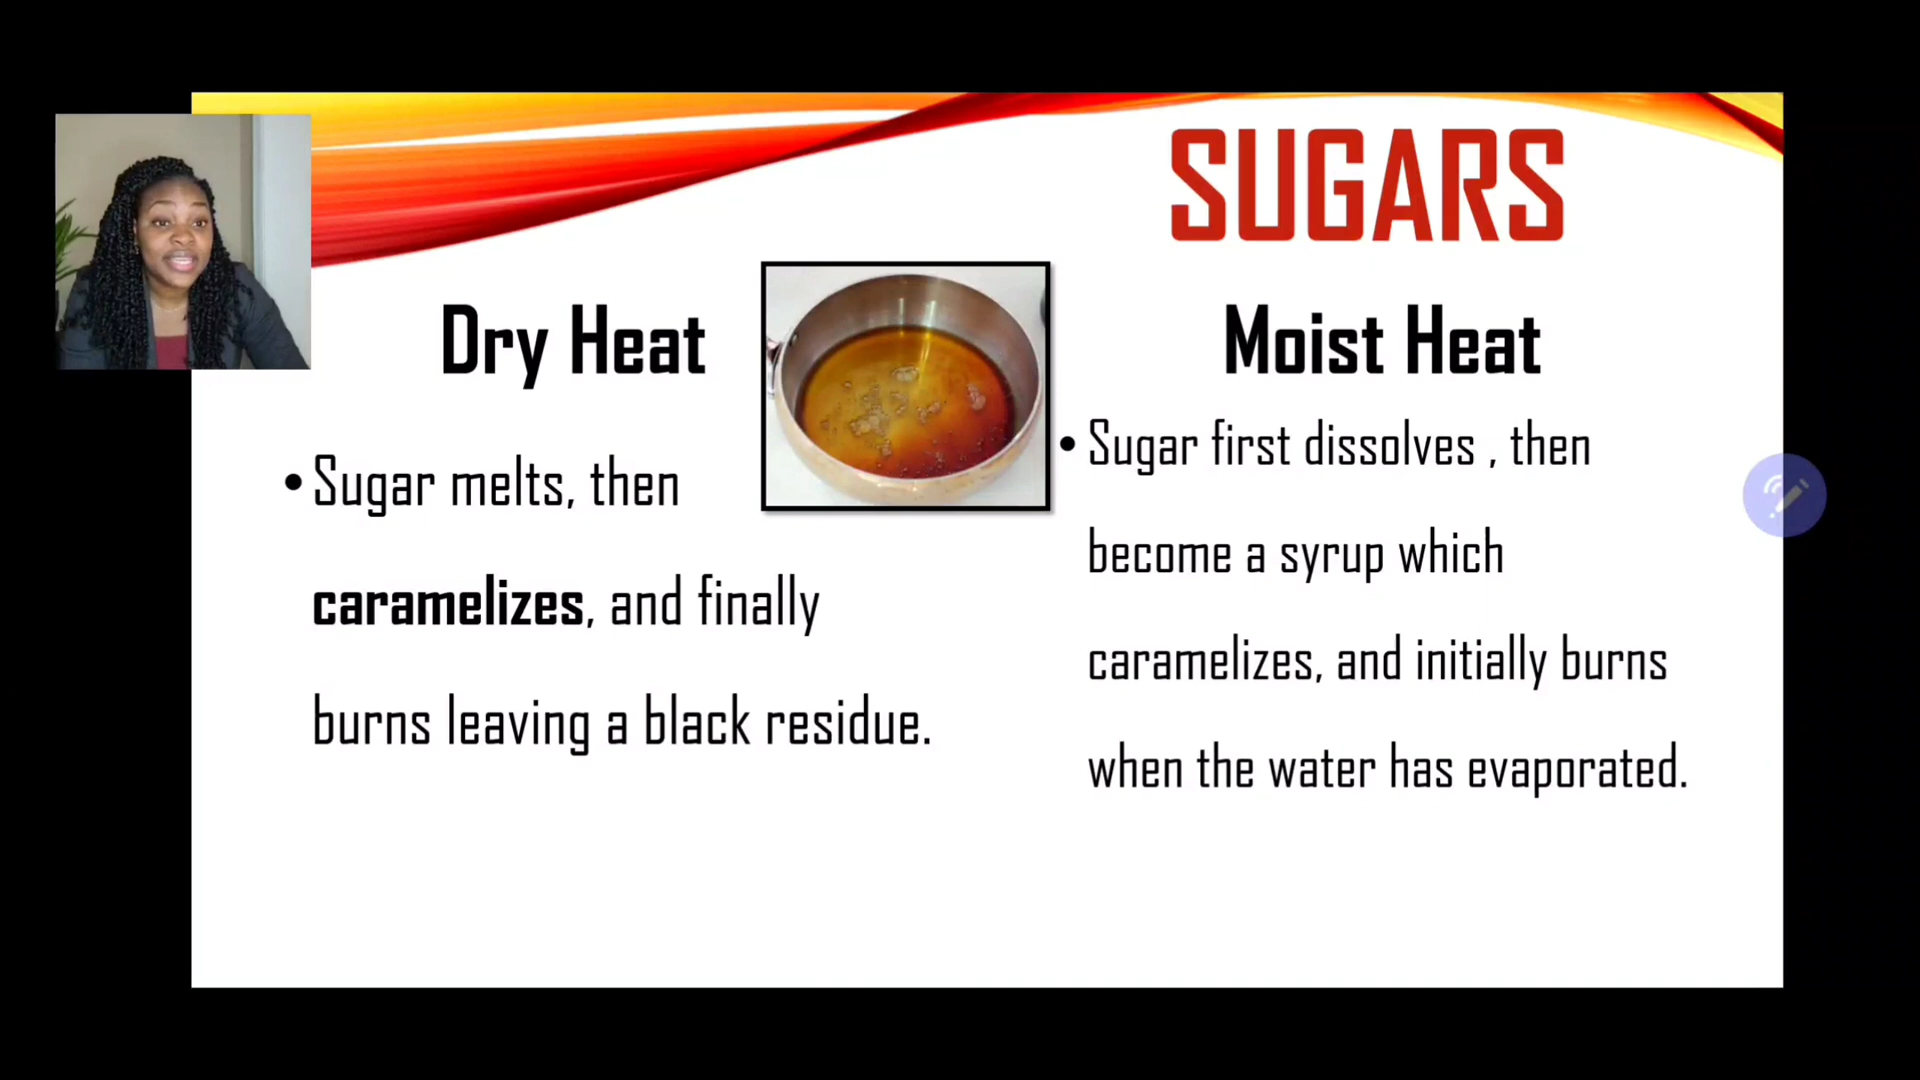 SUGARS
Dry Heat
• Sugar melts, then
caramelizes, and finally
burns leaving a black residue.
Moist Heat
• Sugar first dissolves , then
become a syrup which
caramelizes, and initially burns
when the water has evaporated.